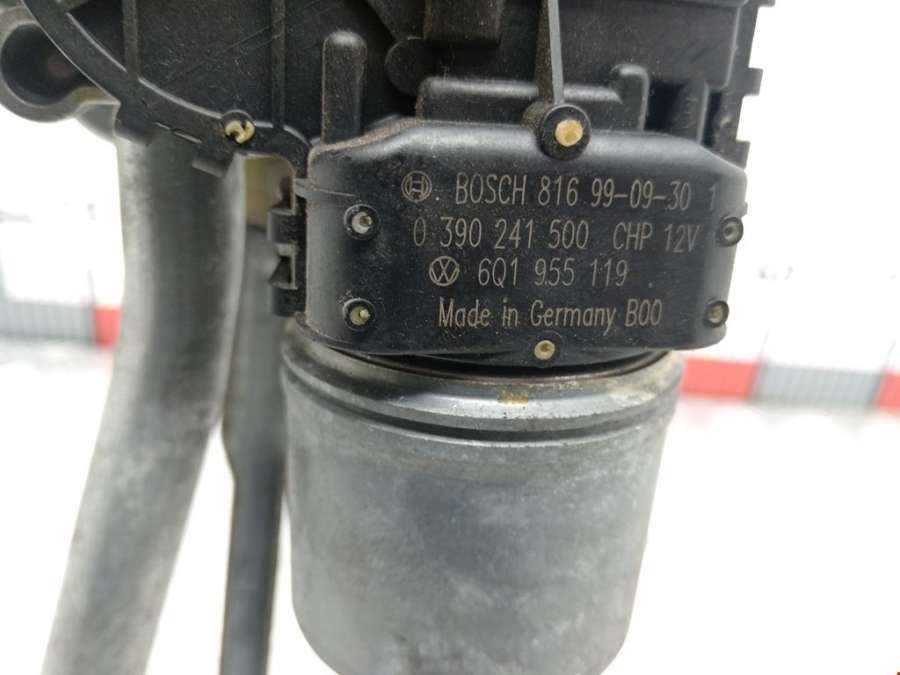 BOSCH 816 99-09-30 1
0 390 241 500 CHP 12V
6Q1 955 119
Made in Germany B00